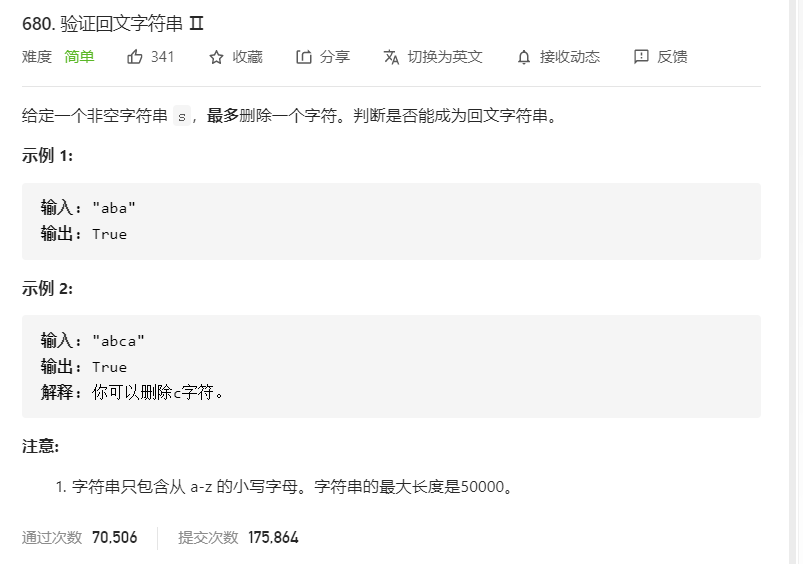 680. 验证回文字符串 Ⅱ
难度 简单 341 收藏 分享 切换为英文 接收动态 反馈
给定一个非空字符串 s，最多删除一个字符。判断是否能成为回文字符串。
示例 1:
输入: "aba"
输出: True
示例 2:
输入: "abca"
输出: True
解释: 你可以删除c字符。
注意:
1. 字符串只包含从 a-z 的小写字母。字符串的最大长度是50000。
通过次数 70,506 提交次数 175,864